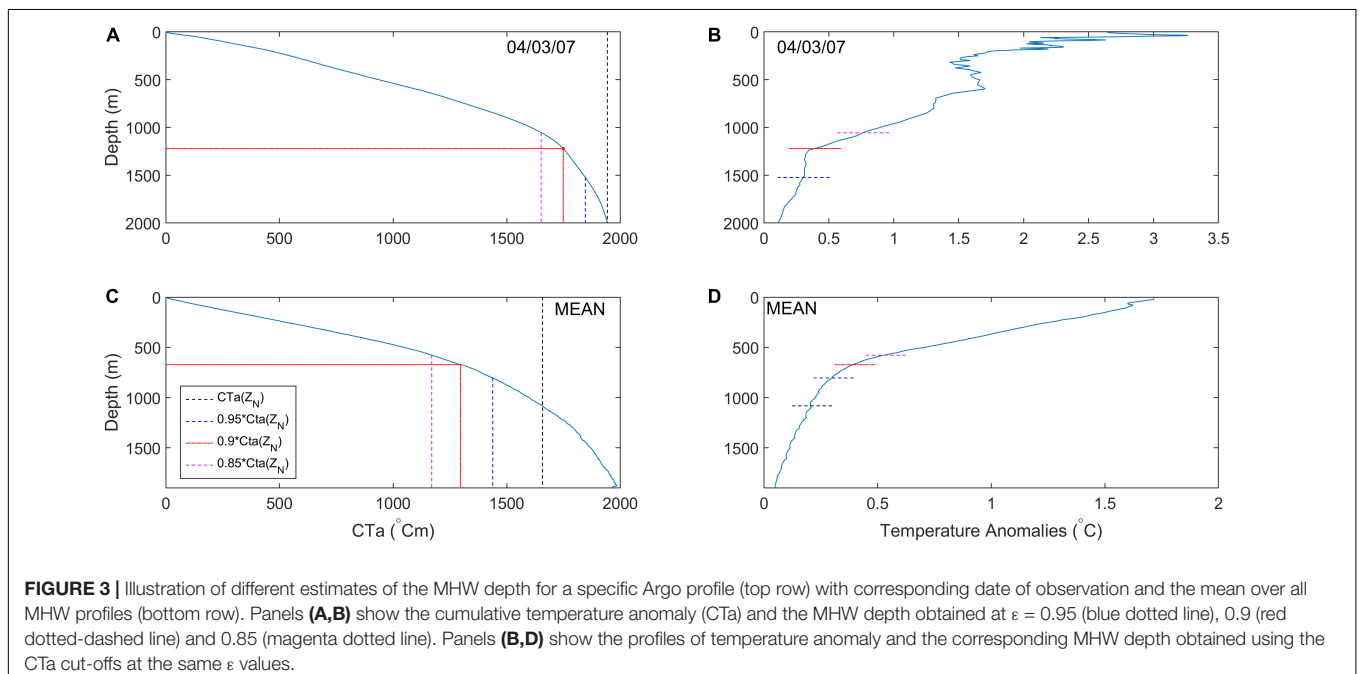 A
04/03/07
0
500
1000
1500
2000
Depth (m)
0
500
1000
1500
2000
B
04/03/07
0
500
1000
1500
2000
0
0.5
1
1.5
2
2.5
3
3.5
C
MEAN
0
500
1000
1500
Depth (m)
CTa(Z_N)
0.95*Cta(Z_N)
0.9*Cta(Z_N)
0.85*Cta(Z_N)
0
500
1000
1500
2000
CTa (°Cm)
D
MEAN
0
500
1000
1500
0
0.5
1
1.5
2
Temperature Anomalies (°C)
FIGURE 3 | Illustration of different estimates of the MHW depth for a specific Argo profile (top row) with corresponding date of observation and the mean over all
MHW profiles (bottom row). Panels (A,B) show the cumulative temperature anomaly (CTa) and the MHW depth obtained at ε = 0.95 (blue dotted line), 0.9 (red
dotted-dashed line) and 0.85 (magenta dotted line). Panels (B,D) show the profiles of temperature anomaly and the corresponding MHW depth obtained using the
CTa cut-offs at the same ε values.